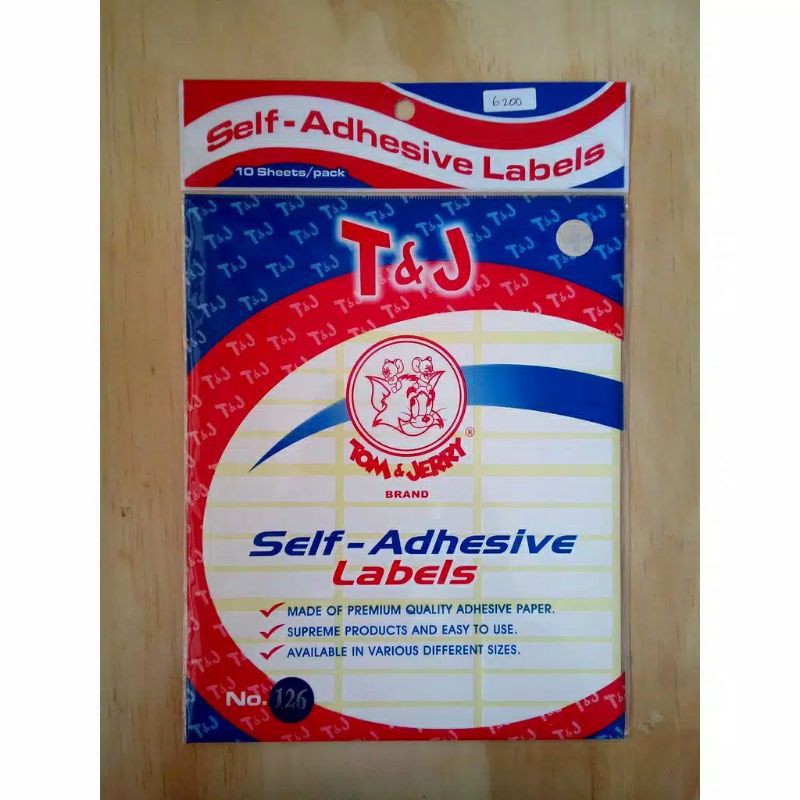 6200
Self-Adhesive Labels
10 Sheets/pack
T&J
TOM & JERRY ®
BRAND
Self-Adhesive
Labels
MADE OF PREMIUM QUALITY ADHESIVE PAPER.
SUPREME PRODUCTS AND EASY TO USE.
AVAILABLE IN VARIOUS DIFFERENT SIZES.
No. 126